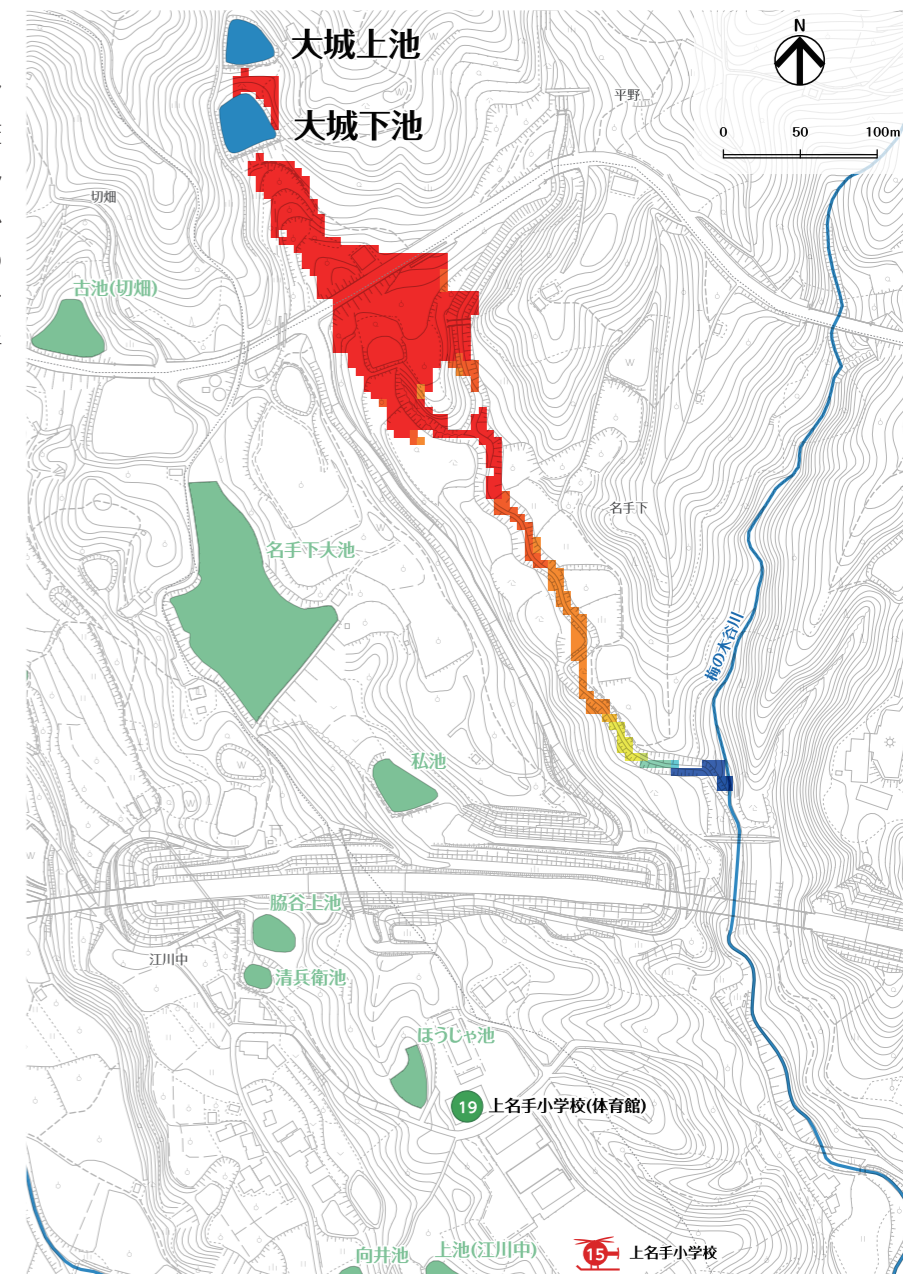 大城上池
N
大城下池
平野
0 50 100m
切畑
古池(切畑)
名手下
名手下大池
梅の木谷川
私池
脇谷上池
江川中
清兵衛池
ほうじゃ池
19 上名手小学校(体育館)
向井池
上池(江川中)
15 上名手小学校